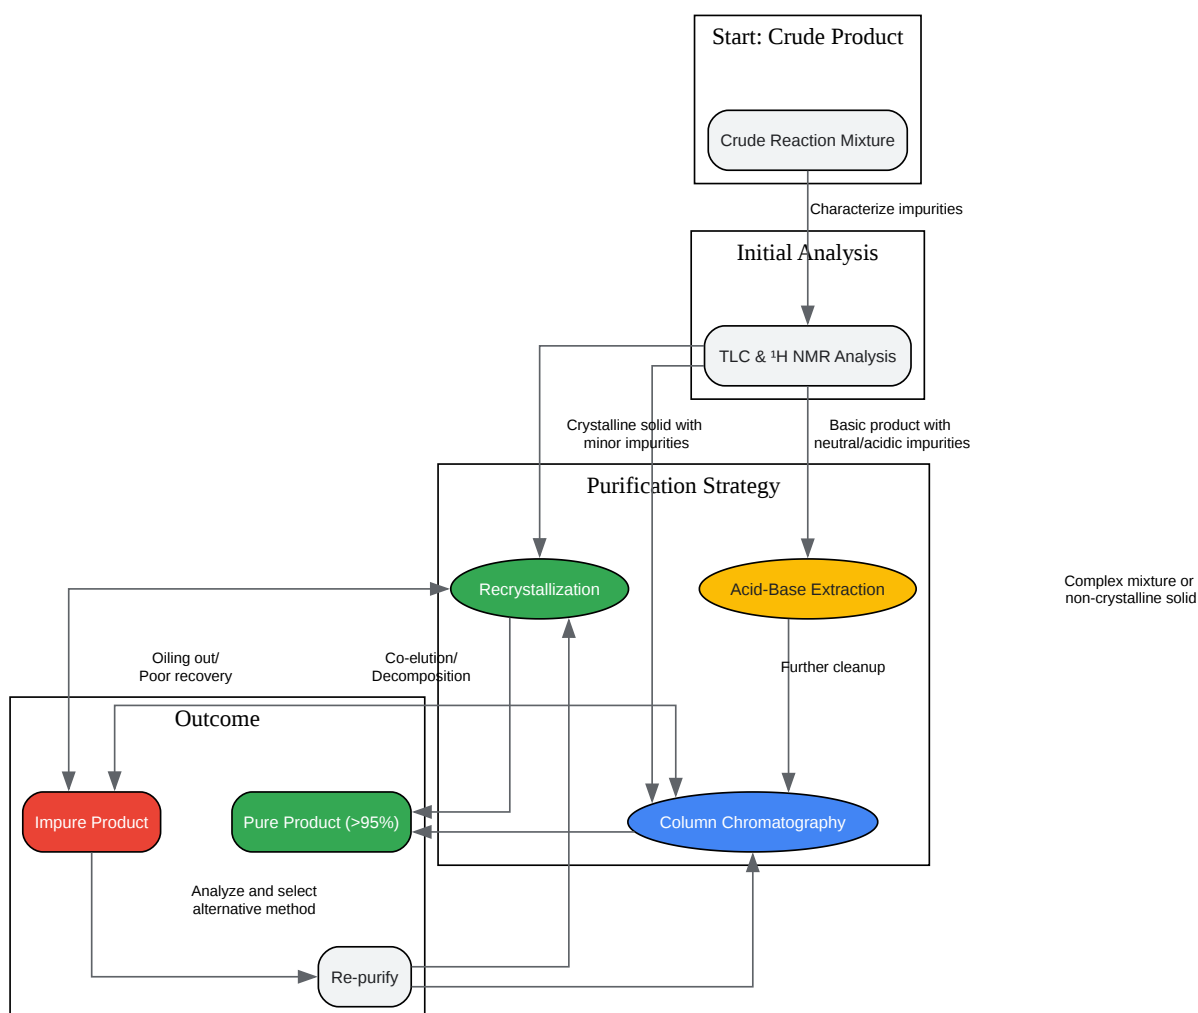 Start: Crude Product
Crude Reaction Mixture
Characterize impurities
Initial Analysis
TLC & ¹H NMR Analysis
Crystalline solid with
minor impurities
Basic product with
neutral/acidic impurities
Purification Strategy
Recrystallization
Acid-Base Extraction
Complex mixture or
non-crystalline solid
Oiling out/
Poor recovery
Co-elution/
Decomposition
Further cleanup
Outcome
Impure Product
Pure Product (>95%)
Column Chromatography
Analyze and select
alternative method
Re-purify